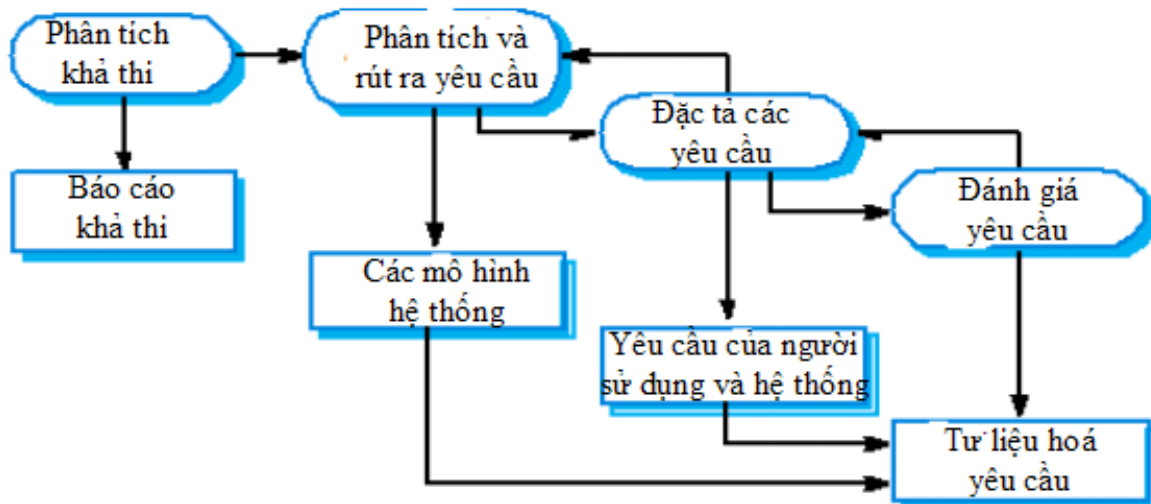 Phân tích
khả thi
Phân tích và
rút ra yêu cầu
Đặc tả các
yêu cầu
Đánh giá
yêu cầu
Báo cáo
khả thi
Các mô hình
hệ thống
Yêu cầu của người
sử dụng và hệ thống
Tư liệu hoá
yêu cầu